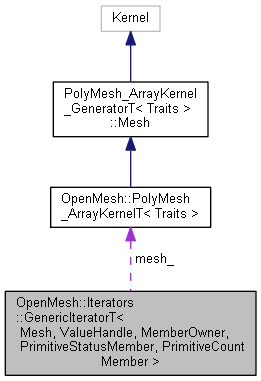 Kernel
PolyMesh_ArrayKernel
_GeneratorT< Traits >
::Mesh
OpenMesh::PolyMesh
_ArrayKernelT< Traits >
mesh_
OpenMesh::Iterators
::GenericIteratorT<
Mesh, ValueHandle, MemberOwner,
PrimitiveStatusMember, PrimitiveCount
Member >